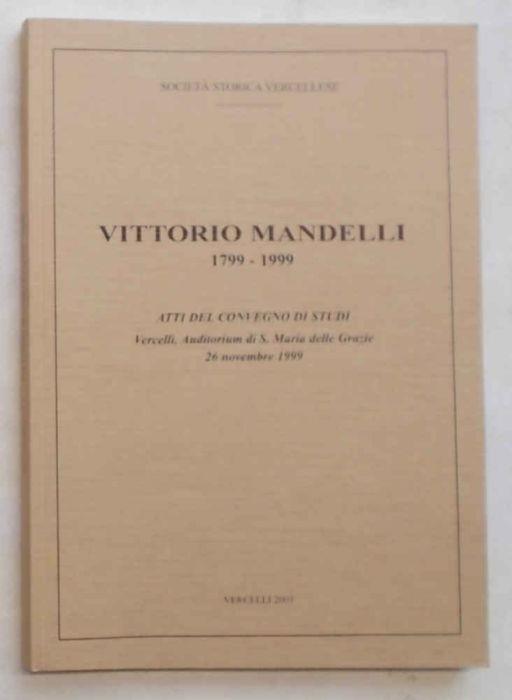 SOCIETÀ STORICA VERCELLESE
VITTORIO MANDELLI
1799 - 1999
ATTI DEL CONVEGNO DI STUDI
Vercelli, Auditorium di S. Maria delle Grazie
26 novembre 1999
VERCELLI